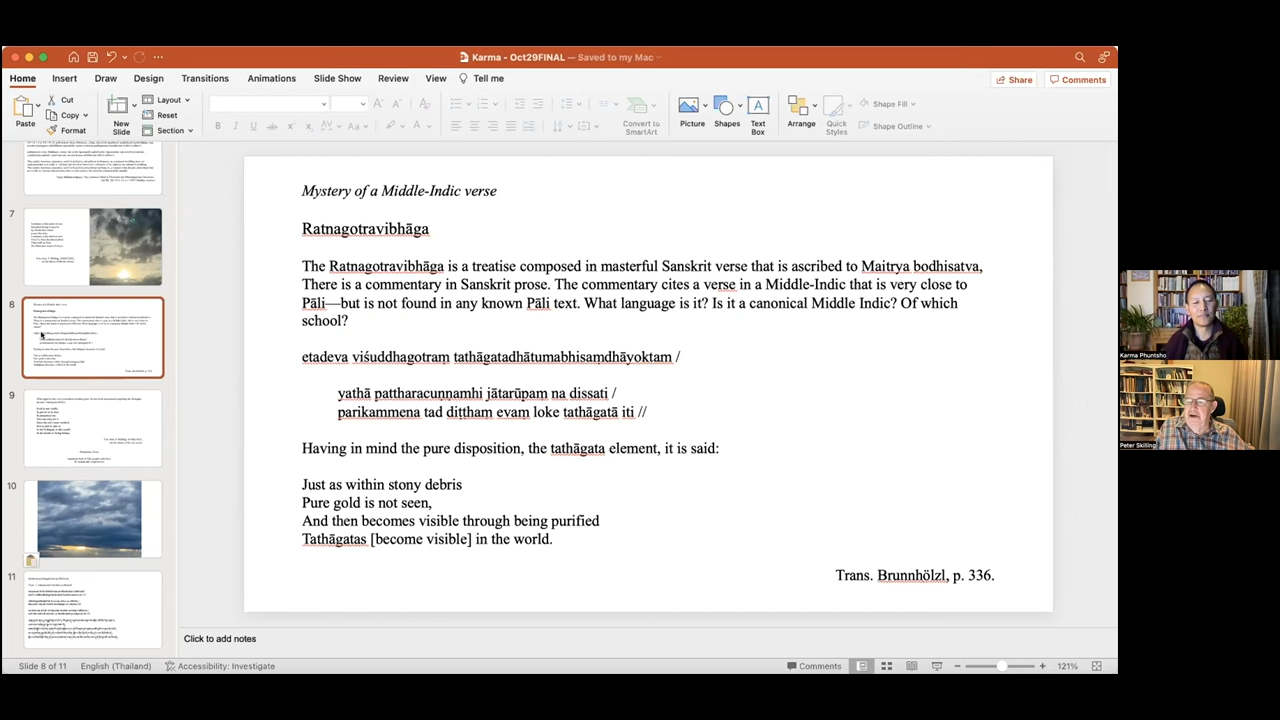 Karma - Oct29FINAL — Saved to my Mac
Home Insert Draw Design Transitions Animations Slide Show Review View Tell me Share Comments
Paste
Cut
Copy
Format
New Slide
Layout
Reset
Section
Convert to SmartArt
Picture
Shapes
Text Box
Arrange
Quick Styles
Shape Fill
Shape Outline
7
8
9
10
11
Mystery of a Middle-Indic verse
Ratnagotravibhāga
The Ratnagotravibhāga is a treatise composed in masterful Sanskrit verse that is ascribed to Maitrya bodhisatva,
There is a commentary in Sanskrit prose. The commentary cites a verse in a Middle-Indic that is very close to
Pāli—but is not found in any known Pāli text. What language is it? Is it canonical Middle Indic? Of which
school?
viśuddhagotram tathāgatadhātumabhisamdhāyoktam /
yathā pattharacuṇṇamhi jātarūpaṃ na dissati /
parikammena tad diṭṭhaṃ evaṃ loke tathāgatā iti //
Having in mind the pure disposition, the tathāgata element, it is said:
Just as within stony debris
Pure gold is not seen,
And then becomes visible through being purified
Tathāgatas [become visible] in the world.
Trans. Brunnhölzl, p. 336.
Click to add notes
Slide 8 of 11 English (Thailand) Accessibility: Investigate Comments 121%
Karma Phuntsho
Peter Skilling